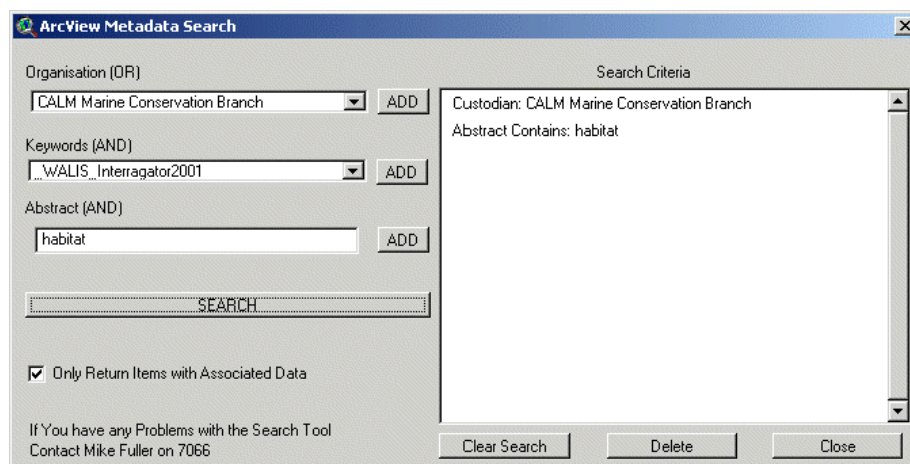 ArcView Metadata Search
Organisation (OR)
CALM Marine Conservation Branch
ADD
Keywords (AND)
_WALIS_Interragator2001
ADD
Abstract (AND)
habitat
ADD
SEARCH
Only Return Items with Associated Data
If You have any Problems with the Search Tool
Contact Mike Fuller on 7066
Search Criteria
Custodian: CALM Marine Conservation Branch
Abstract Contains: habitat
Clear Search
Delete
Close